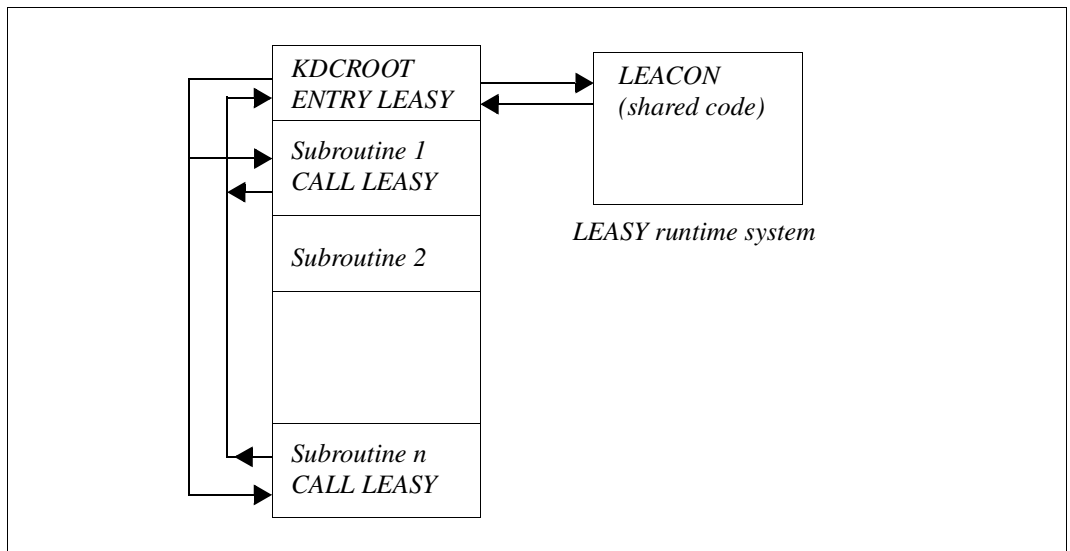 KDCROOT
ENTRY LEASY
Subroutine 1
CALL LEASY
Subroutine 2
Subroutine n
CALL LEASY
LEACON
(shared code)
LEASY runtime system